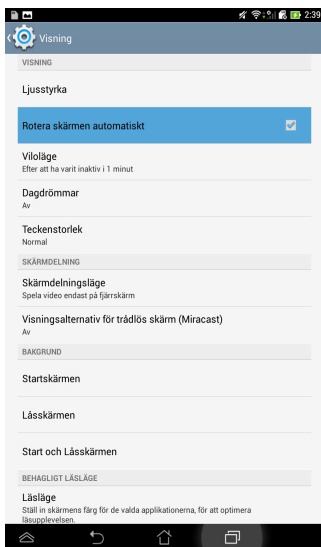 2:39
Visning
VISNING
Ljusstyrka
Rotera skärmen automatiskt
Viloläge
Efter att ha varit inaktiv i 1 minut
Dagdrömmar
Av
Teckenstorlek
Normal
SKÄRMDELNING
Skärmdelningsläge
Spela video endast på fjärrskärm
Visningsalternativ för trådlös skärm (Miracast)
Av
BAKGRUND
Startskärmen
Låsskärmen
Start och Låsskärmen
BEHAGLIGT LÄSLÄGE
Läsläge
Ställ in skärmens färg för de valda applikationerna, för att optimera
läsupplevelsen.